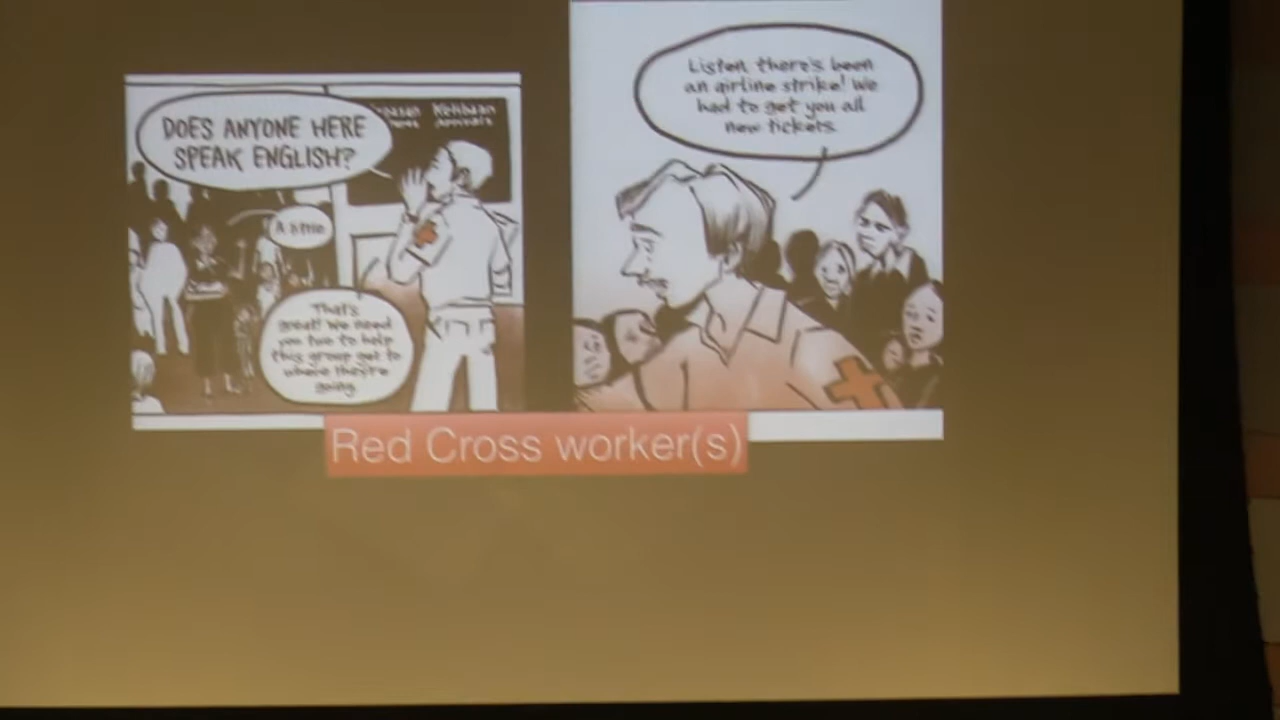 DOES ANYONE HERE
SPEAK ENGLISH?
Ketibaan
Arrivals
A little
That's
great! We need
you two to help
this group get to
where they're
going.
Listen, there's been
an airline strike! We
had to get you all
new tickets.
Red Cross worker(s)